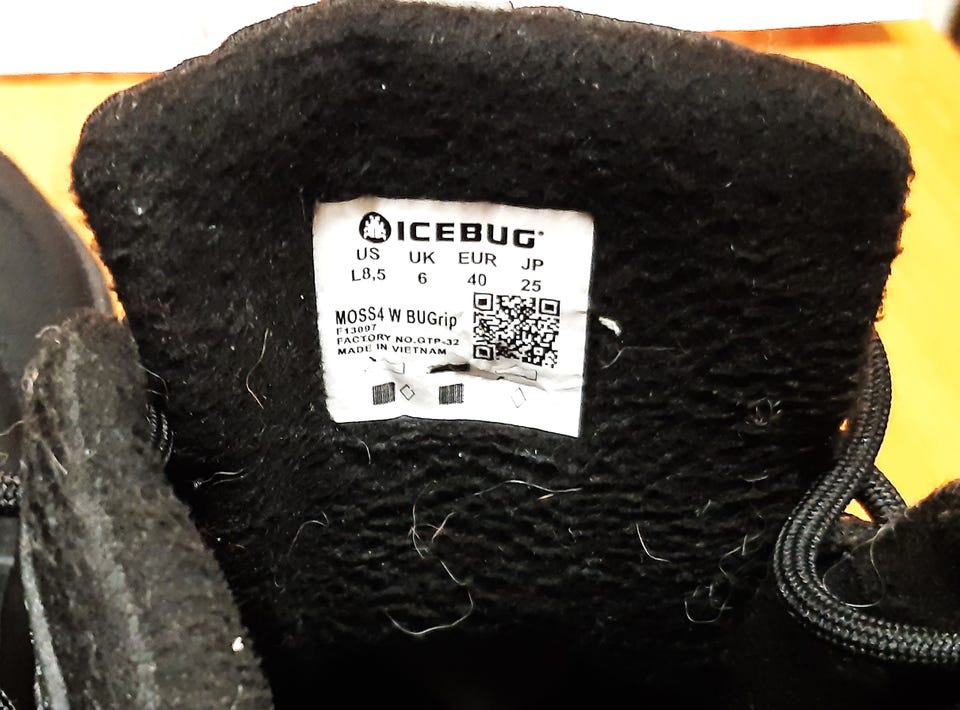 ICEBUG
US UK EUR JP
L8,5 6 40 25
MOSS4 W BUGrip
F13097
FACTORY NO.GTP-32
MADE IN VIETNAM